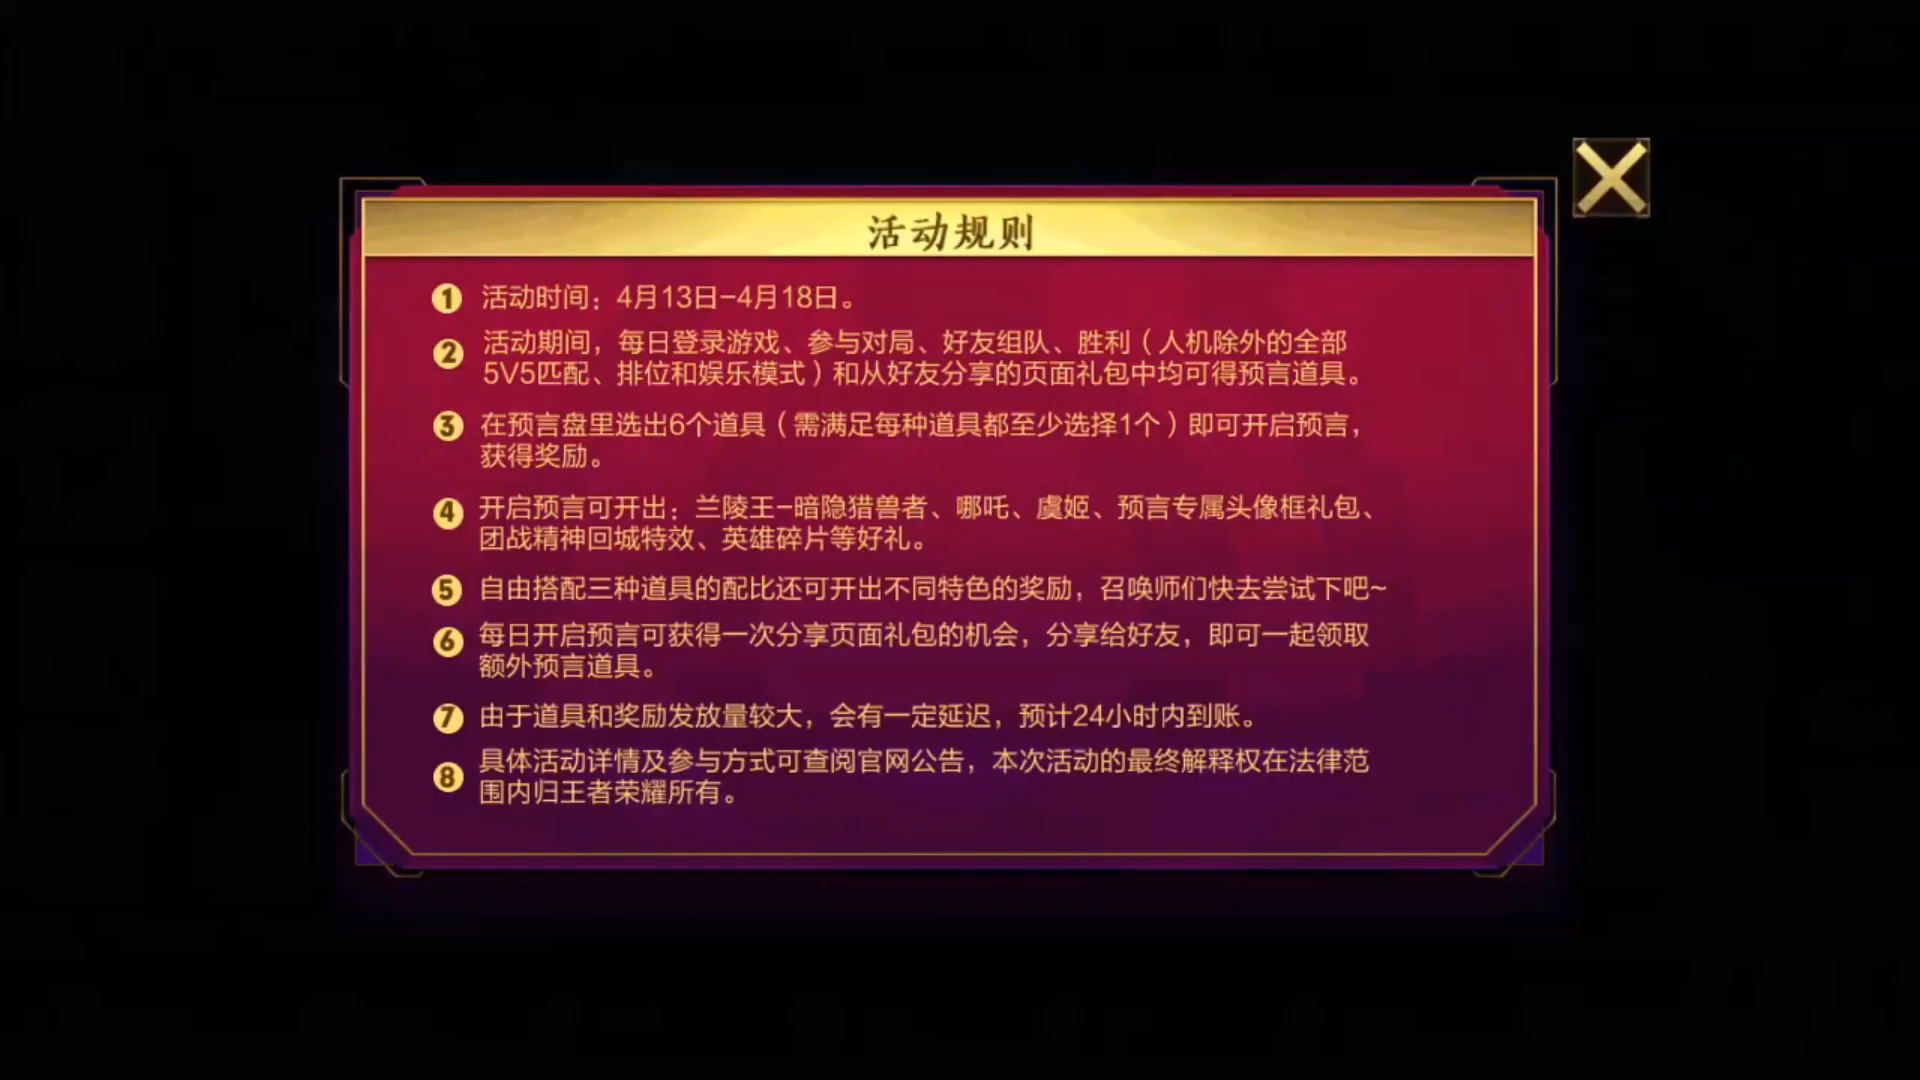 活动规则
1 活动时间：4月13日-4月18日。
2 活动期间，每日登录游戏、参与对局、好友组队、胜利（人机除外的全部
5V5匹配、排位和娱乐模式）和从好友分享的页面礼包中均可得预言道具。
3 在预言盘里选出6个道具（需满足每种道具都至少选择1个）即可开启预言，
获得奖励。
4 开启预言可开出：兰陵王-暗隐猎兽者、哪吒、虞姬、预言专属头像框礼包、
团战精神回城特效、英雄碎片等好礼。
5 自由搭配三种道具的配比还可开出不同特色的奖励，召唤师们快去尝试下吧~
6 每日开启预言可获得一次分享页面礼包的机会，分享给好友，即可一起领取
额外预言道具。
7 由于道具和奖励发放量较大，会有一定延迟，预计24小时内到账。
8 具体活动详情及参与方式可查阅官网公告，本次活动的最终解释权在法律范
围内归王者荣耀所有。